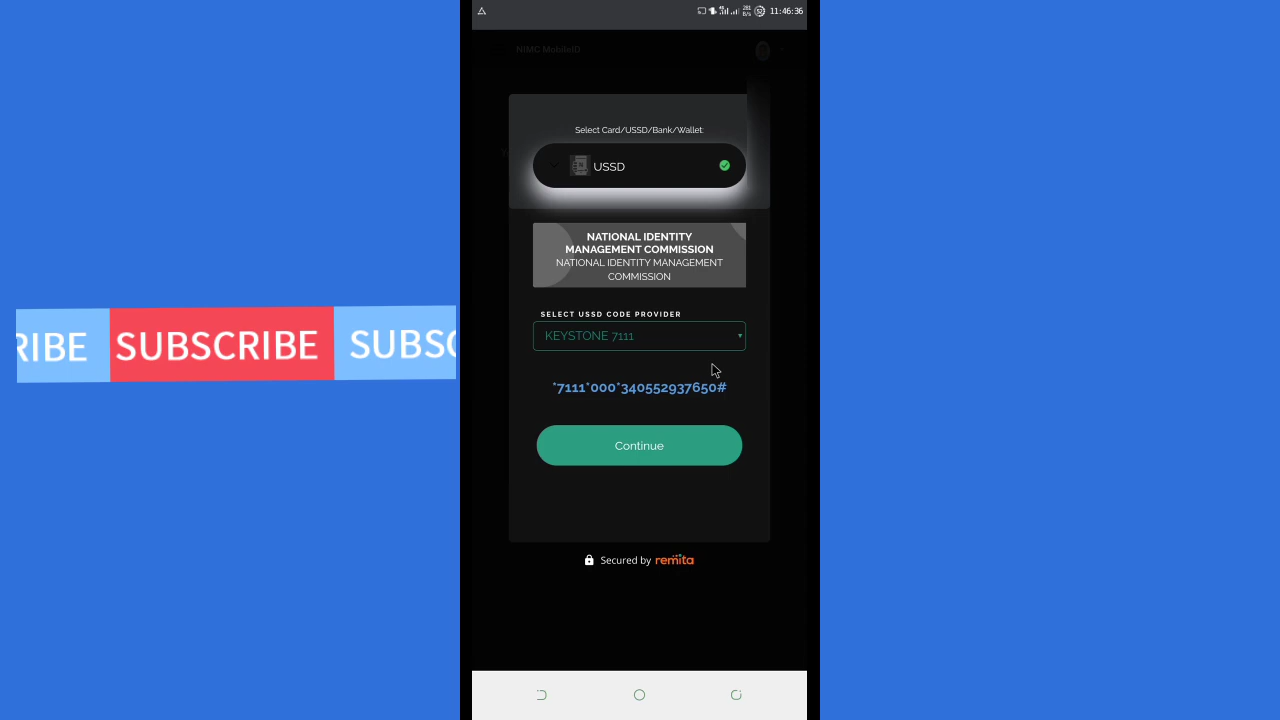 11:46:36
NIMC MobileID
Select Card/USSD/Bank/Wallet:
USSD
NATIONAL IDENTITY
MANAGEMENT COMMISSION
NATIONAL IDENTITY MANAGEMENT
COMMISSION
SELECT USSD CODE PROVIDER
KEYSTONE 7111
*7111*000*340552937650#
Continue
Secured by remita
RIBE SUBSCRIBE SUBSC